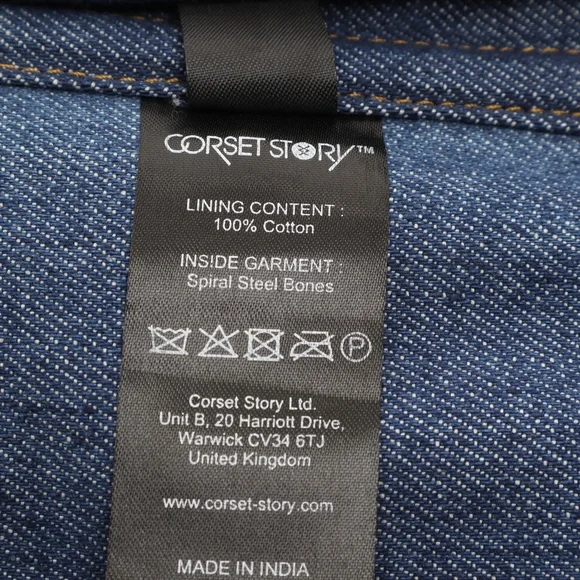 CORSET STORY™
LINING CONTENT :
100% Cotton
INSIDE GARMENT :
Spiral Steel Bones
P
Corset Story Ltd.
Unit B, 20 Harriott Drive,
Warwick CV34 6TJ
United Kingdom
www.corset-story.com
MADE IN INDIA